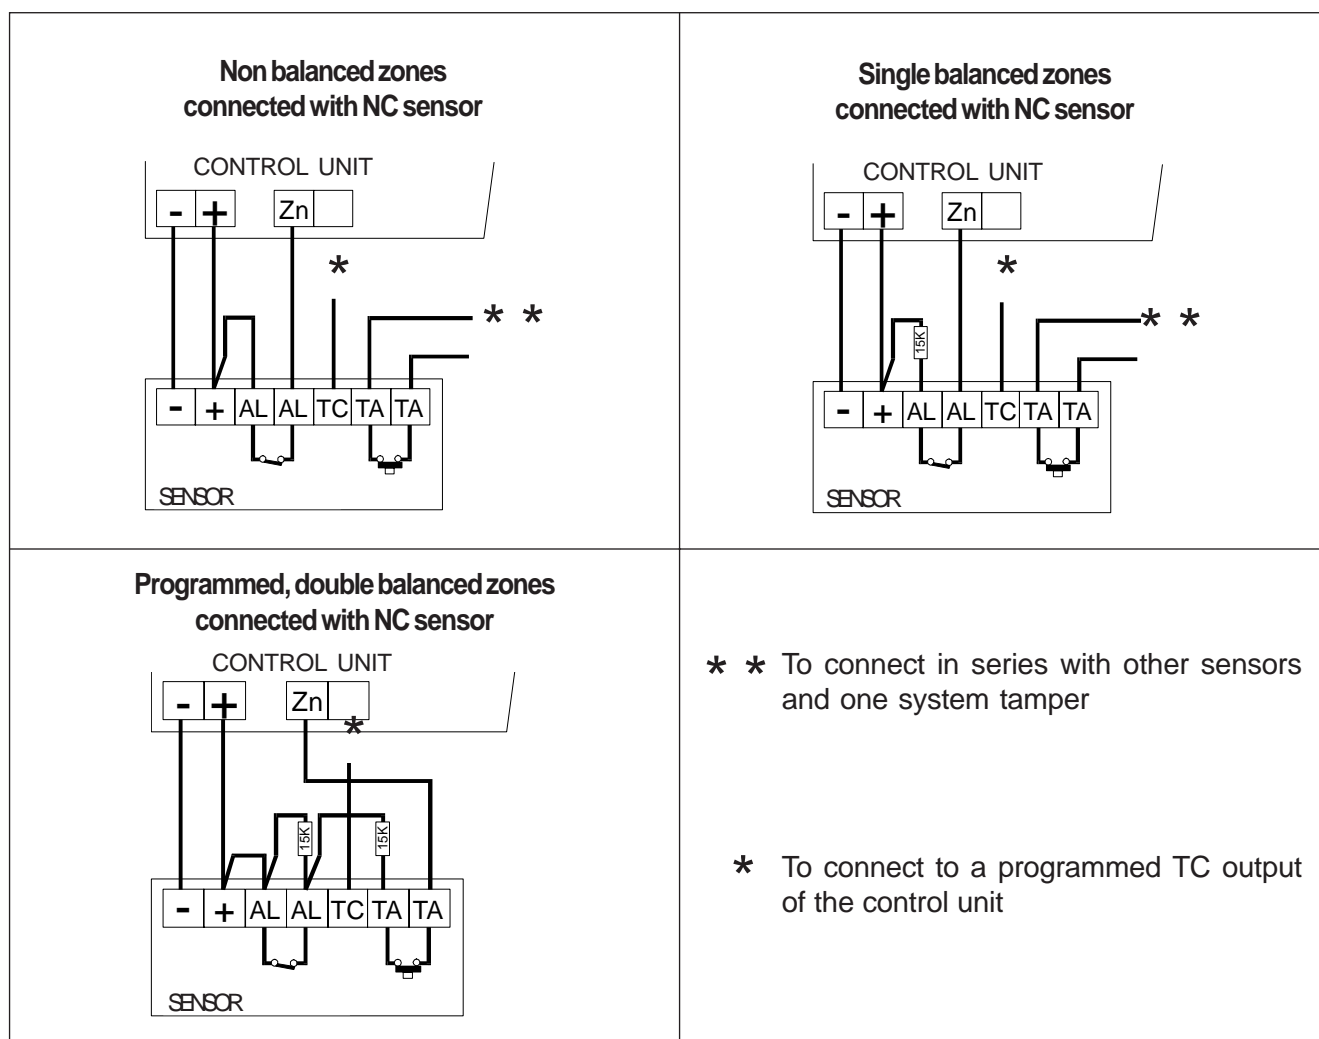 Non balanced zones
connected with NC sensor
CONTROL UNIT
- + Zn
*
* *
- + AL AL TC TA TA
SENSOR
Single balanced zones
connected with NC sensor
CONTROL UNIT
- + Zn
*
* *
15K
- + AL AL TC TA TA
SENSOR
Programmed, double balanced zones
connected with NC sensor
CONTROL UNIT
- + Zn
*
15K 15K
- + AL AL TC TA TA
SENSOR
* * To connect in series with other sensors
and one system tamper
* To connect to a programmed TC output
of the control unit